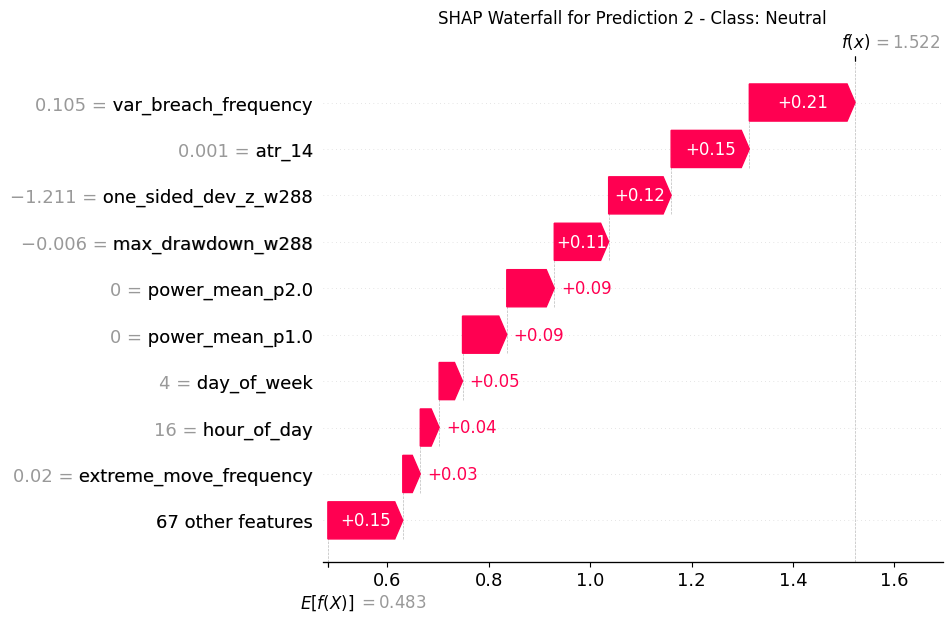 SHAP Waterfall for Prediction 2 - Class: Neutral
f(x) = 1.522
0.105 = var_breach_frequency +0.21
0.001 = atr_14 +0.15
−1.211 = one_sided_dev_z_w288 +0.12
−0.006 = max_drawdown_w288 +0.11
0 = power_mean_p2.0 +0.09
0 = power_mean_p1.0 +0.09
4 = day_of_week +0.05
16 = hour_of_day +0.04
0.02 = extreme_move_frequency +0.03
67 other features +0.15
0.6 0.8 1.0 1.2 1.4 1.6
E[f(X)] = 0.483